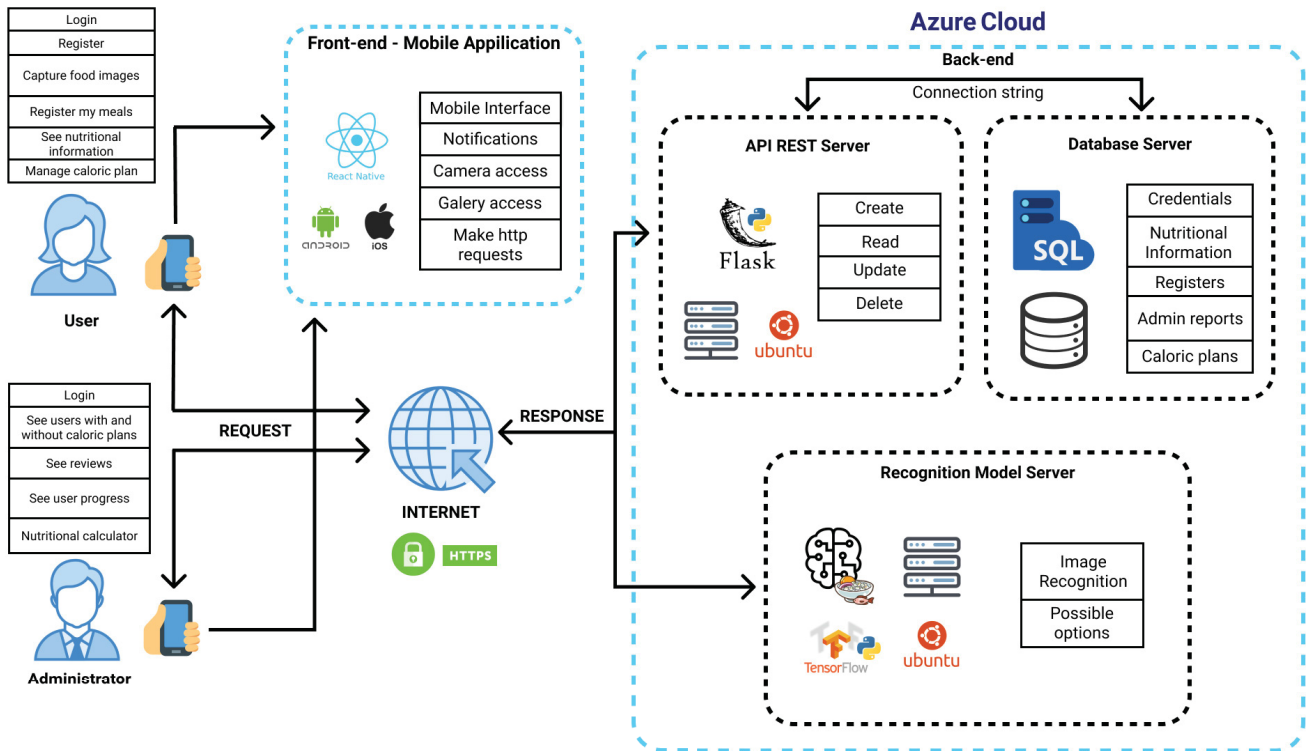 Login
Register
Capture food images
Register my meals
See nutritional
information
Manage caloric plan
User
Front-end - Mobile Appilication
React Native
ANDROID
iOS
Mobile Interface
Notifications
Camera access
Galery access
Make http
requests
Login
See users with and
without caloric plans
See reviews
See user progress
Nutritional calculator
Administrator
REQUEST
INTERNET
HTTPS
RESPONSE
Azure Cloud
Back-end
Connection string
API REST Server
Flask
ubuntu
Create
Read
Update
Delete
Database Server
SQL
Credentials
Nutritional
Information
Registers
Admin reports
Caloric plans
Recognition Model Server
TensorFlow
ubuntu
Image
Recognition
Possible
options